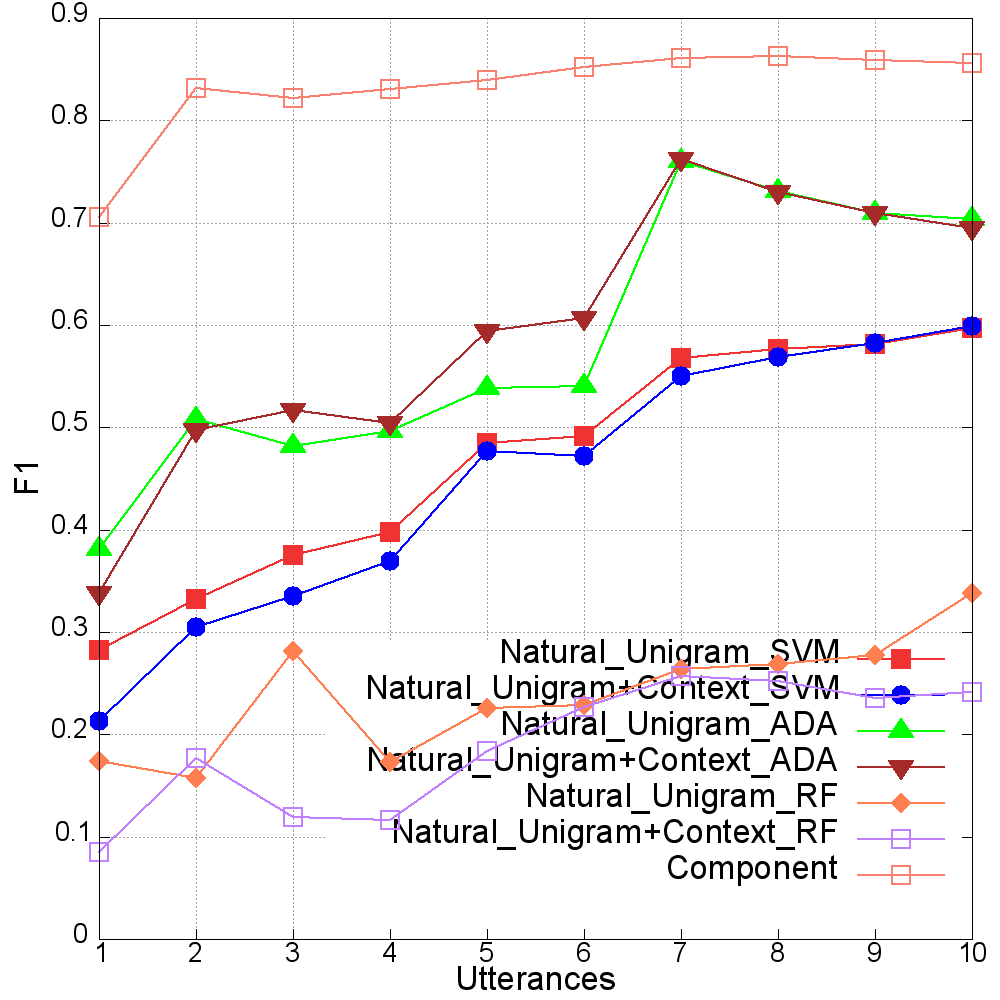 0.9
0.8
0.7
0.6
0.5
0.4
0.3
0.2
0.1
0
F1
Natural_Unigram_SVM
Natural_Unigram+Context_SVM
Natural_Unigram_ADA
Natural_Unigram+Context_ADA
Natural_Unigram_RF
Natural_Unigram+Context_RF
Component
1 2 3 4 5 6 7 8 9 10
Utterances